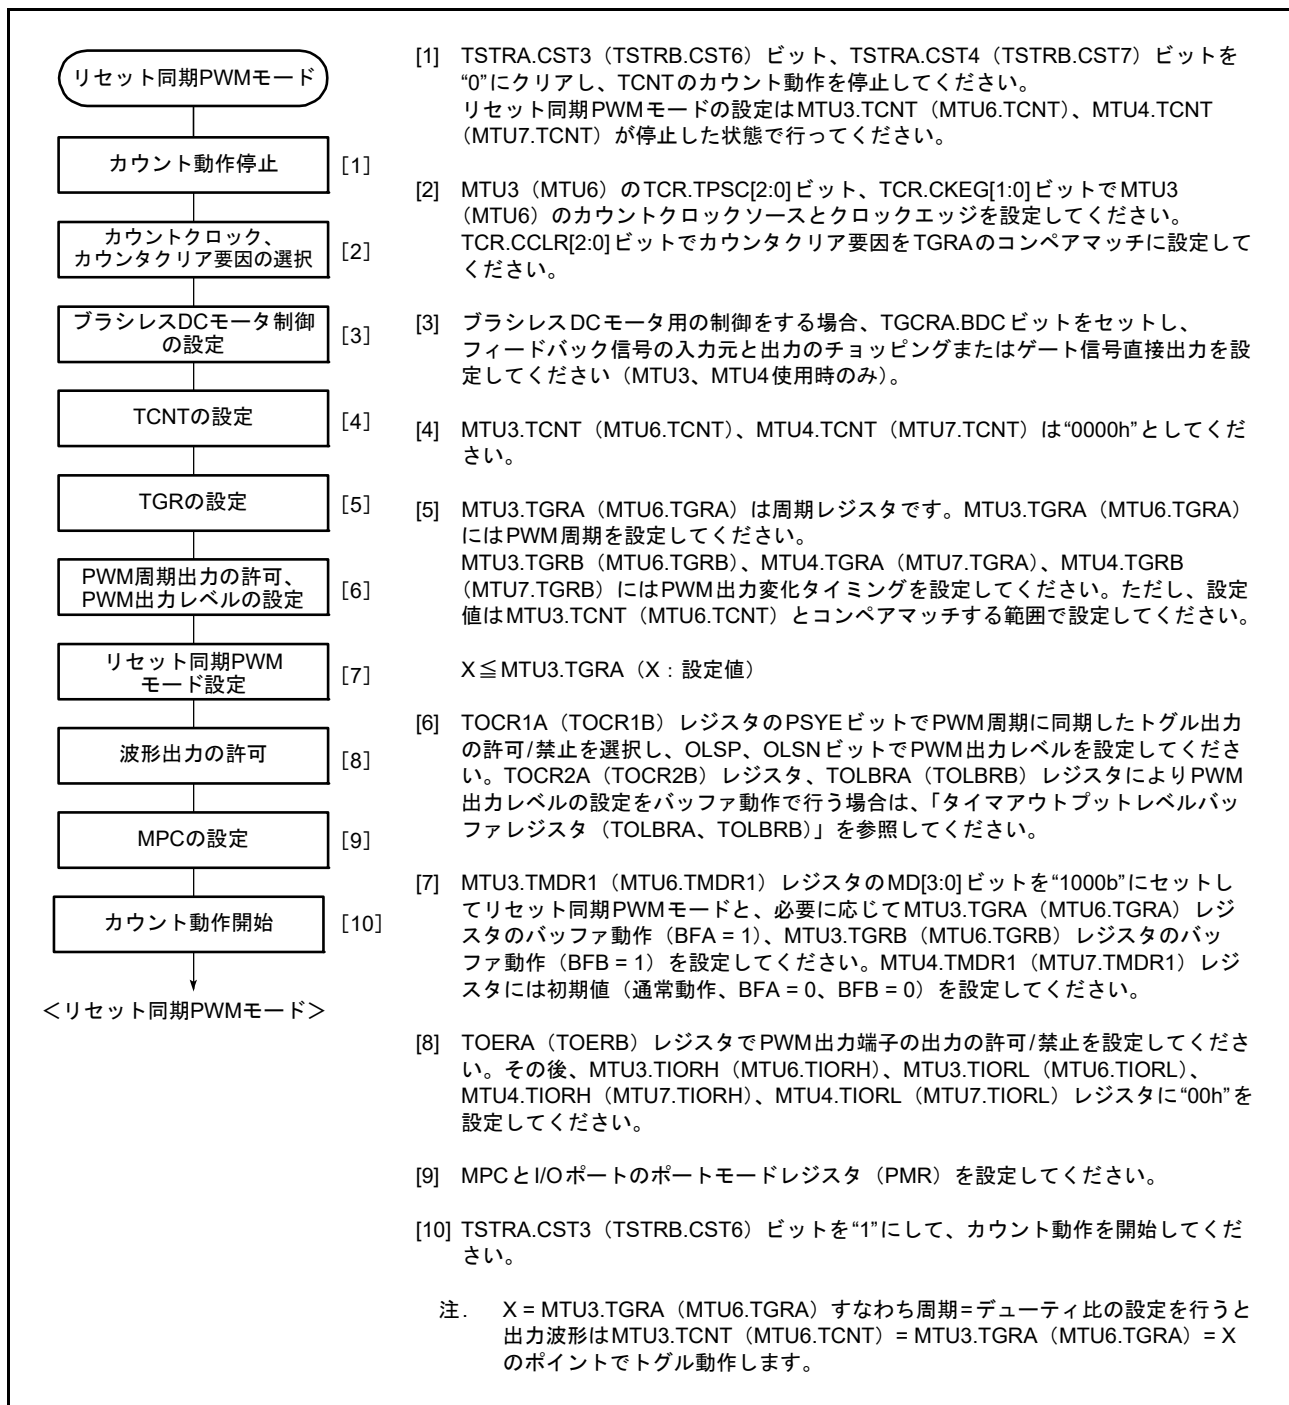 リセット同期PWMモード
カウント動作停止
[1]
カウントクロック、
カウンタクリア要因の選択
[2]
ブラシレスDCモータ制御
の設定
[3]
TCNTの設定
[4]
TGRの設定
[5]
PWM周期出力の許可、
PWM出力レベルの設定
[6]
リセット同期PWM
モード設定
[7]
波形出力の許可
[8]
MPCの設定
[9]
カウント動作開始
[10]
＜リセット同期PWMモード＞
[1] TSTRA.CST3（TSTRB.CST6）ビット、TSTRA.CST4（TSTRB.CST7）ビットを
“0”にクリアし、TCNTのカウント動作を停止してください。
リセット同期PWMモードの設定はMTU3.TCNT（MTU6.TCNT）、MTU4.TCNT
（MTU7.TCNT）が停止した状態で行ってください。
[2] MTU3（MTU6）のTCR.TPSC[2:0]ビット、TCR.CKEG[1:0]ビットでMTU3
（MTU6）のカウントクロックソースとクロックエッジを設定してください。
TCR.CCLR[2:0]ビットでカウンタクリア要因をTGRAのコンペアマッチに設定して
ください。
[3] ブラシレスDCモータ用の制御をする場合、TGCRA.BDCビットをセットし、
フィードバック信号の入力元と出力のチョッピングまたはゲート信号直接出力を設
定してください（MTU3、MTU4使用時のみ）。
[4] MTU3.TCNT（MTU6.TCNT）、MTU4.TCNT（MTU7.TCNT）は“0000h”としてくだ
さい。
[5] MTU3.TGRA（MTU6.TGRA）は周期レジスタです。MTU3.TGRA（MTU6.TGRA）
にはPWM周期を設定してください。
MTU3.TGRB（MTU6.TGRB）、MTU4.TGRA（MTU7.TGRA）、MTU4.TGRB
（MTU7.TGRB）にはPWM出力変化タイミングを設定してください。ただし、設定
値はMTU3.TCNT（MTU6.TCNT）とコンペアマッチする範囲で設定してください。
X≦MTU3.TGRA（X：設定値）
[6] TOCR1A（TOCR1B）レジスタのPSYEビットでPWM周期に同期したトグル出力
の許可/禁止を選択し、OLSP、OLSNビットでPWM出力レベルを設定してくださ
い。TOCR2A（TOCR2B）レジスタ、TOLBRA（TOLBRB）レジスタによりPWM
出力レベルの設定をバッファ動作で行う場合は、「タイマアウトプットレベルバッ
ファレジスタ（TOLBRA、TOLBRB）」を参照してください。
[7] MTU3.TMDR1（MTU6.TMDR1）レジスタのMD[3:0]ビットを“1000b”にセットし
てリセット同期PWMモードと、必要に応じてMTU3.TGRA（MTU6.TGRA）レジ
スタのバッファ動作（BFA = 1）、MTU3.TGRB（MTU6.TGRB）レジスタのバッ
ファ動作（BFB = 1）を設定してください。MTU4.TMDR1（MTU7.TMDR1）レジ
スタには初期値（通常動作、BFA = 0、BFB = 0）を設定してください。
[8] TOERA（TOERB）レジスタでPWM出力端子の出力の許可/禁止を設定してくださ
い。その後、MTU3.TIORH（MTU6.TIORH）、MTU3.TIORL（MTU6.TIORL）、
MTU4.TIORH（MTU7.TIORH）、MTU4.TIORL（MTU7.TIORL）レジスタに“00h”を
設定してください。
[9] MPCとI/Oポートのポートモードレジスタ（PMR）を設定してください。
[10] TSTRA.CST3（TSTRB.CST6）ビットを“1”にして、カウント動作を開始してくだ
さい。
注. X = MTU3.TGRA（MTU6.TGRA）すなわち周期=デューティ比の設定を行うと
出力波形はMTU3.TCNT（MTU6.TCNT）= MTU3.TGRA（MTU6.TGRA）= X
のポイントでトグル動作します。